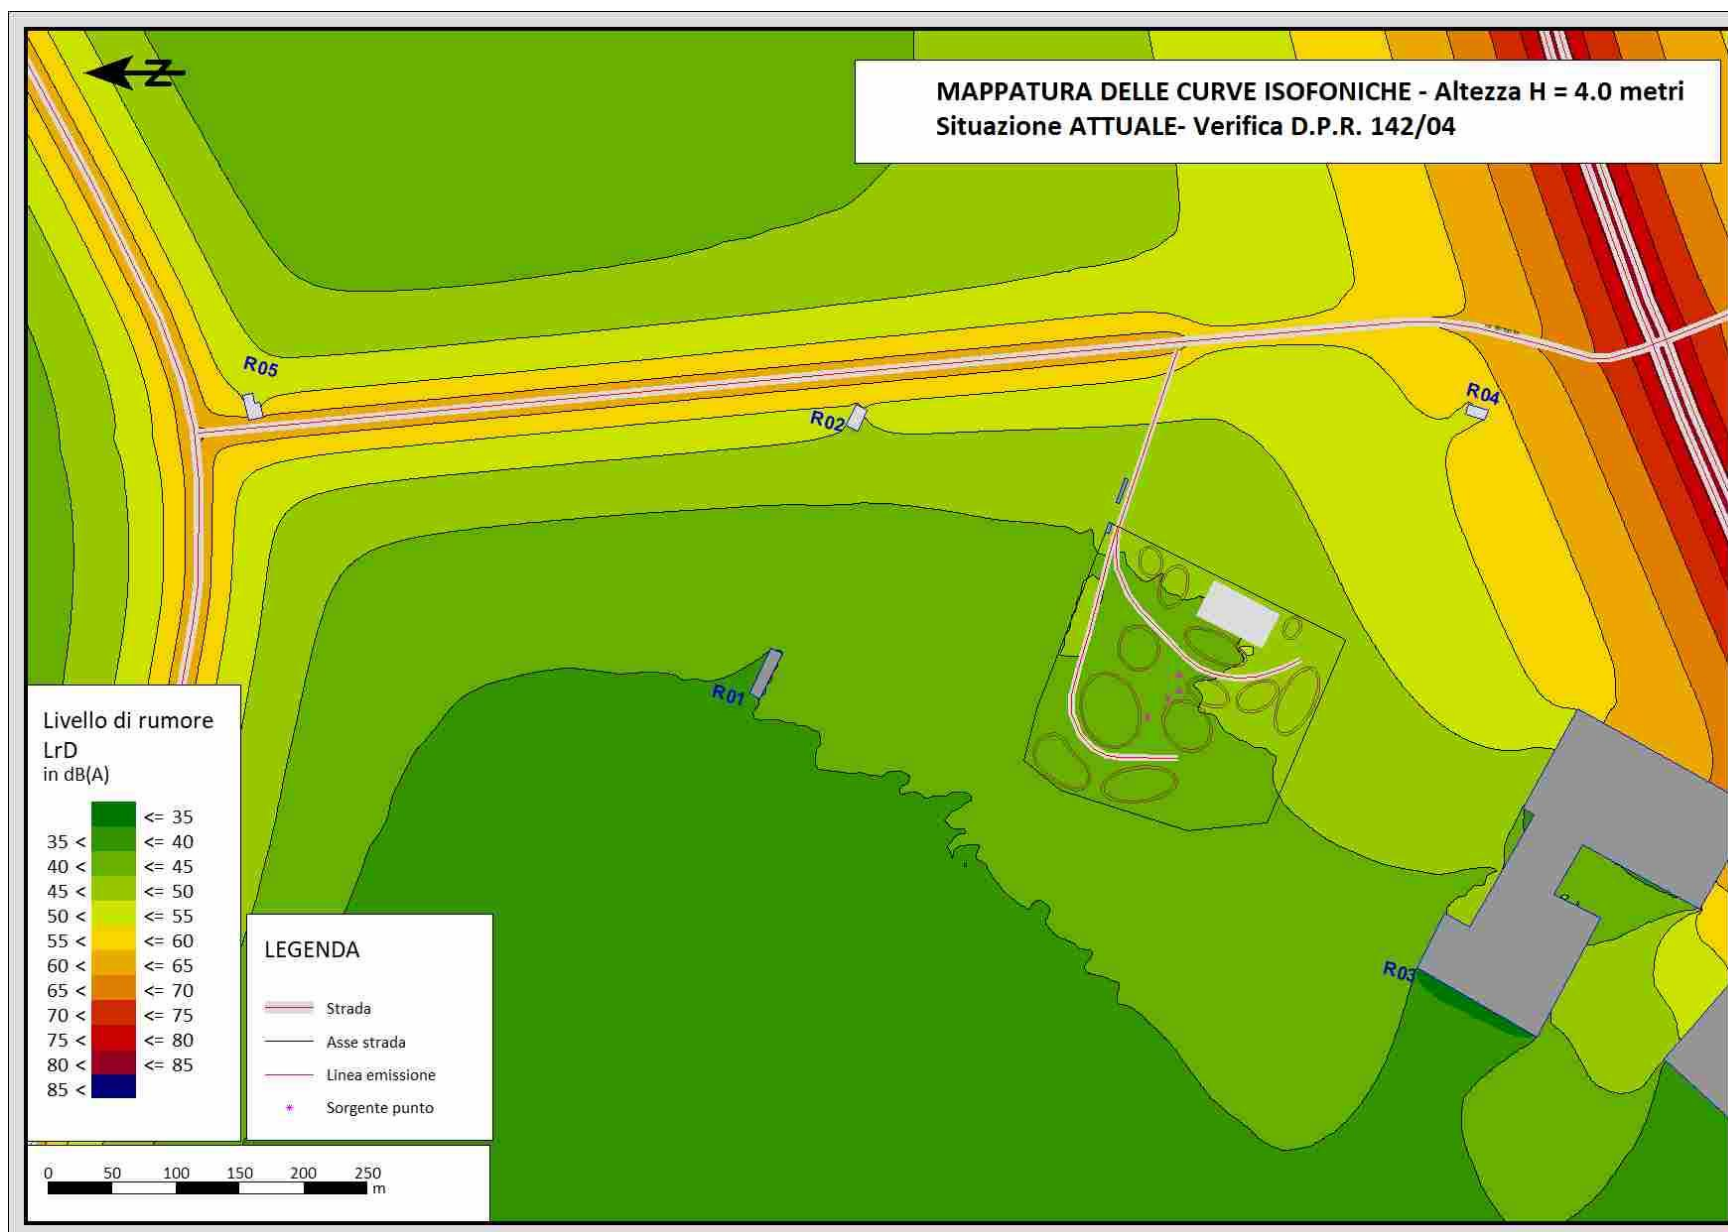 N
MAPPATURA DELLE CURVE ISOFONICHE - Altezza H = 4.0 metri
Situazione ATTUALE- Verifica D.P.R. 142/04
R05
R02
R04
R01
R03
Livello di rumore
LrD
in dB(A)
<= 35
35 < <= 40
40 < <= 45
45 < <= 50
50 < <= 55
55 < <= 60
60 < <= 65
65 < <= 70
70 < <= 75
75 < <= 80
80 < <= 85
85 <
LEGENDA
Strada
Asse strada
Linea emissione
Sorgente punto
0 50 100 150 200 250
m